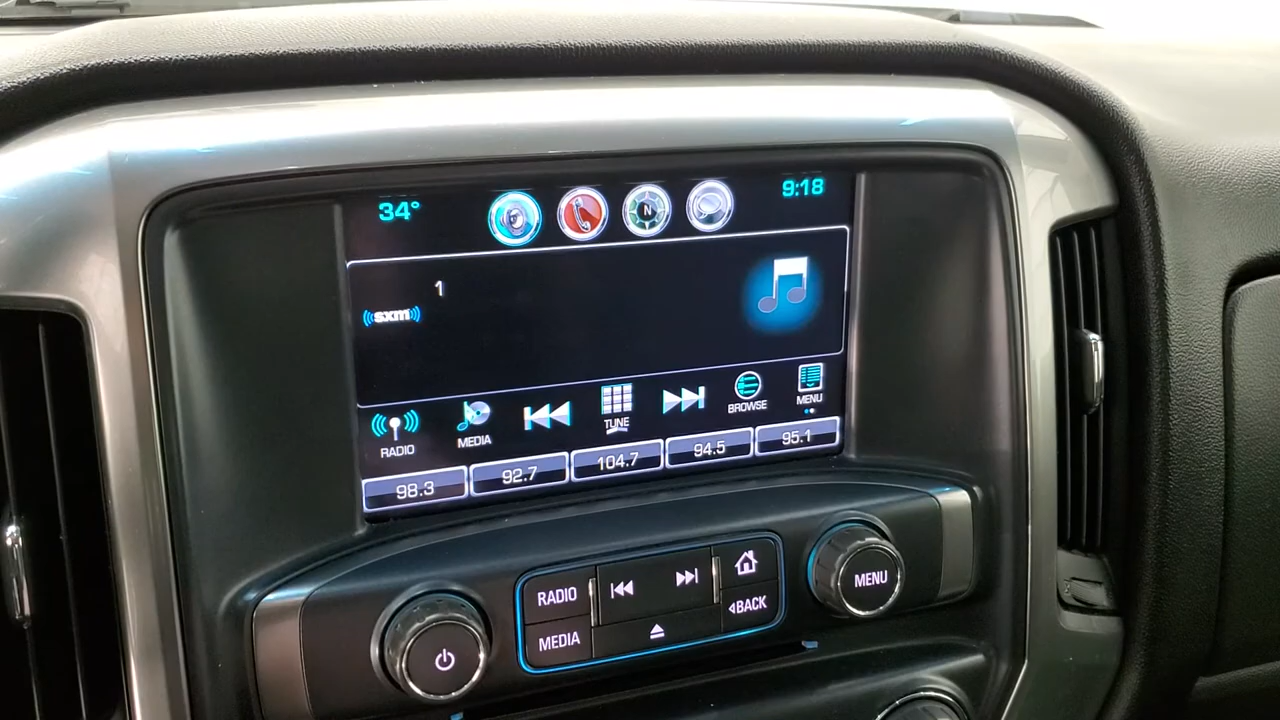 34°
N
9:18
1
sxm
RADIO
MEDIA
TUNE
BROWSE
MENU
98.3
92.7
104.7
94.5
95.1
RADIO
MEDIA
BACK
MENU